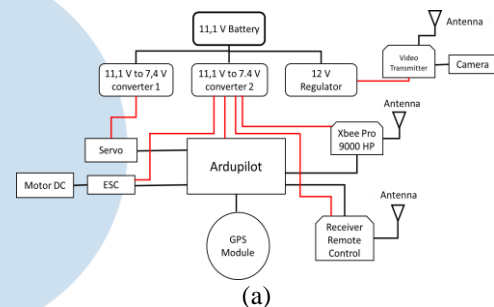 11,1 V Battery
11,1 V to 7,4 V
converter 1
11,1 V to 7.4 V
converter 2
12 V
Regulator
Antenna
Video
Transmitter
Camera
Antenna
Xbee Pro
9000 HP
Servo
Ardupilot
Motor DC
ESC
GPS
Module
Receiver
Remote
Control
Antenna
(a)